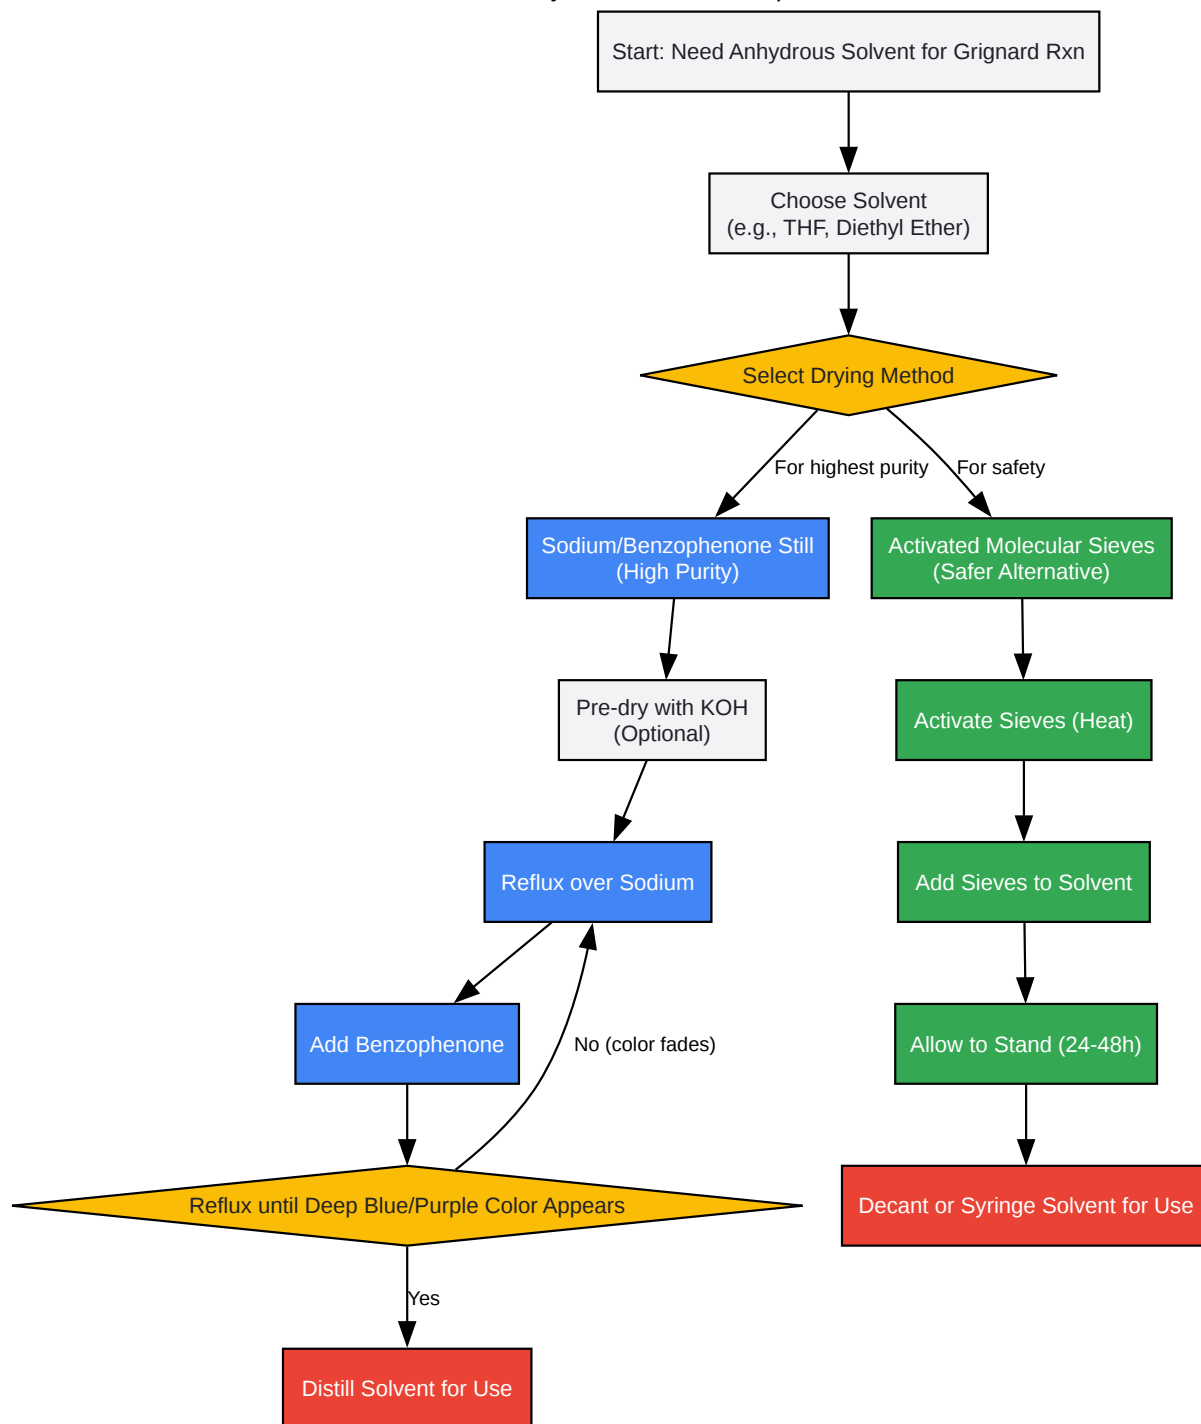 Start: Need Anhydrous Solvent for Grignard Rxn
Choose Solvent
(e.g., THF, Diethyl Ether)
Select Drying Method
For highest purity
For safety
Sodium/Benzophenone Still
(High Purity)
Activated Molecular Sieves
(Safer Alternative)
Pre-dry with KOH
(Optional)
Activate Sieves (Heat)
Reflux over Sodium
Add Sieves to Solvent
Add Benzophenone
No (color fades)
Allow to Stand (24-48h)
Reflux until Deep Blue/Purple Color Appears
Decant or Syringe Solvent for Use
Yes
Distill Solvent for Use